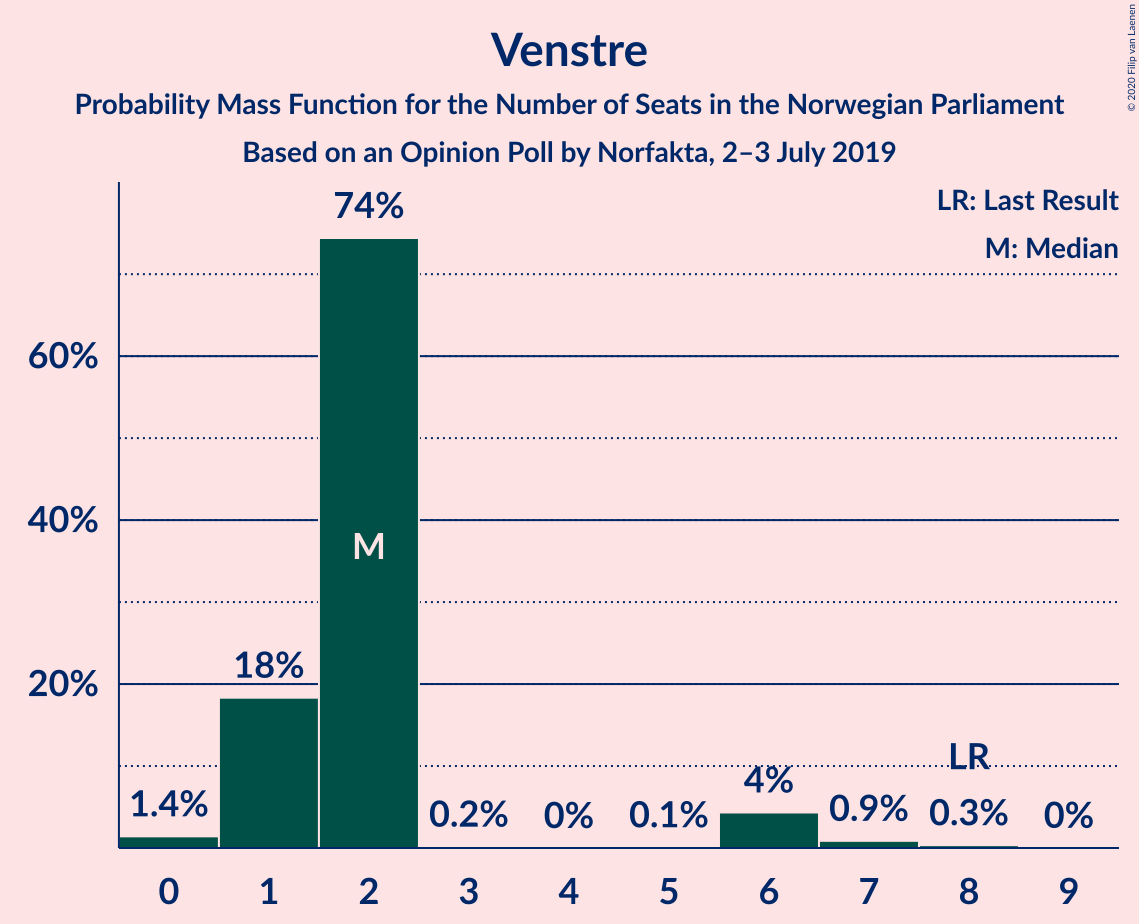 Venstre
Probability Mass Function for the Number of Seats in the Norwegian Parliament
Based on an Opinion Poll by Norfakta, 2–3 July 2019
© 2020 Filip van Laenen
LR: Last Result
M: Median
74%
60%
40%
M
18%
20%
LR
1.4%
0.2%
0%
0.1%
4%
0.9%
0.3%
0%
0 1 2 3 4 5 6 7 8 9